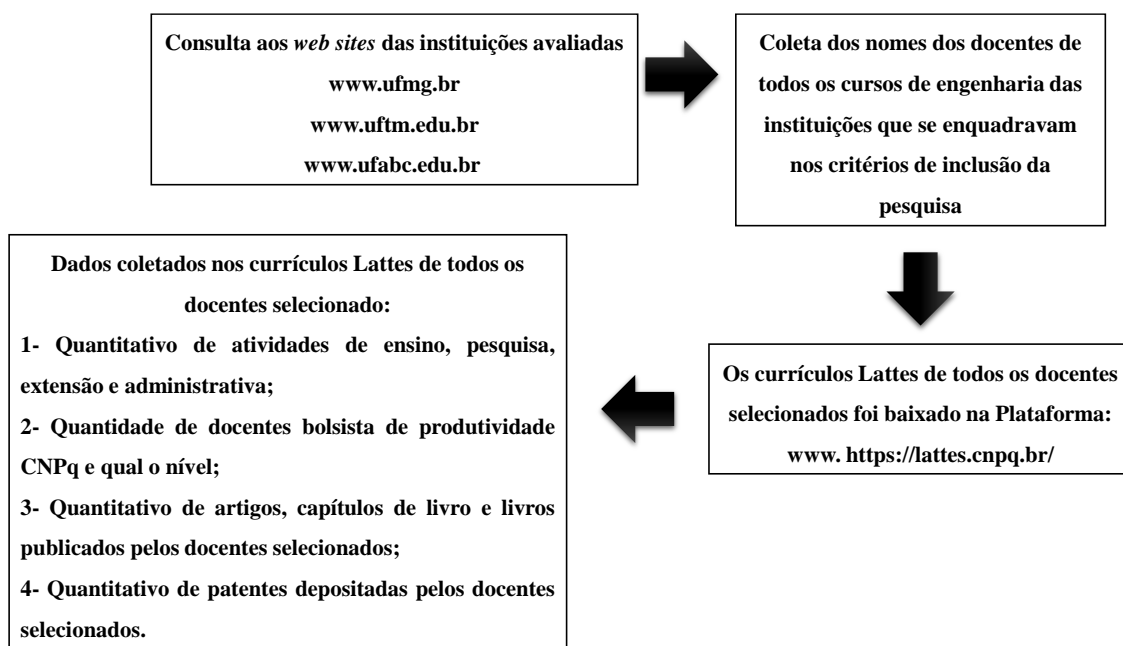 Consulta aos web sites das instituições avaliadas
www.ufmg.br
www.uftm.edu.br
www.ufabc.edu.br
Coleta dos nomes dos docentes de
todos os cursos de engenharia das
instituições que se enquadravam
nos critérios de inclusão da
pesquisa
Os currículos Lattes de todos os docentes
selecionados foi baixado na Plataforma:
www. https://lattes.cnpq.br/
Dados coletados nos currículos Lattes de todos os
docentes selecionado:
1- Quantitativo de atividades de ensino, pesquisa,
extensão e administrativa;
2- Quantidade de docentes bolsista de produtividade
CNPq e qual o nível;
3- Quantitativo de artigos, capítulos de livro e livros
publicados pelos docentes selecionados;
4- Quantitativo de patentes depositadas pelos docentes
selecionados.